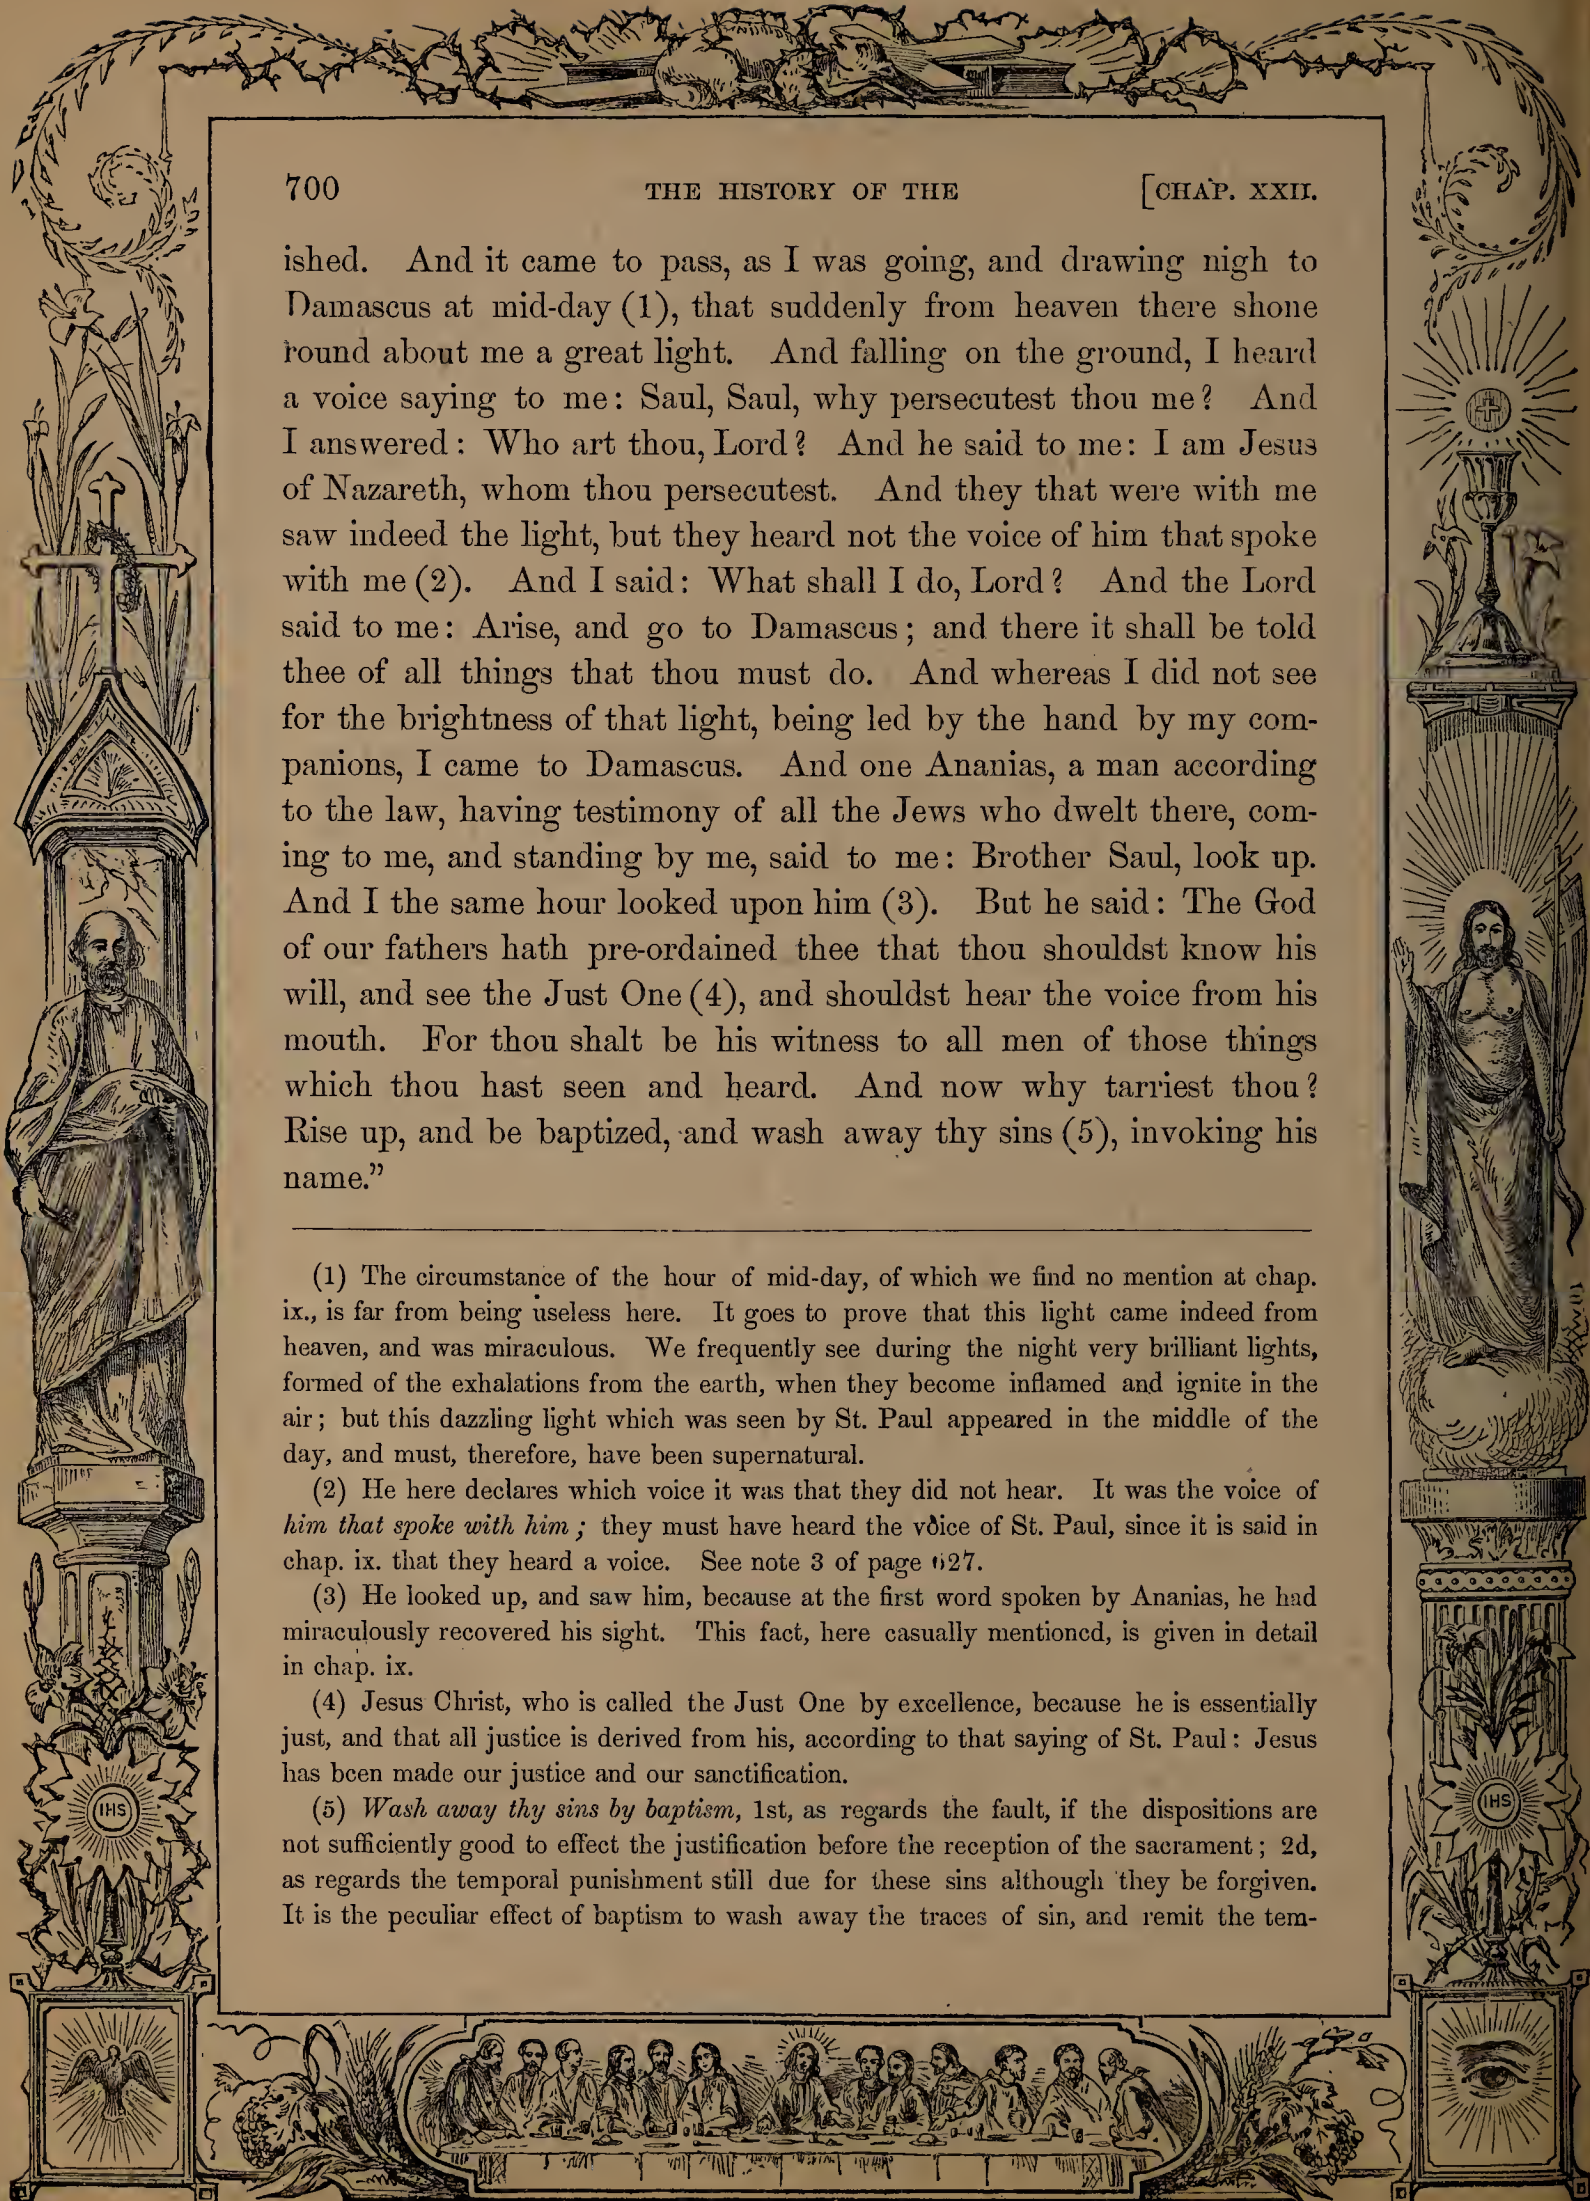 700 THE HISTORY OF THE [CHAP. XXII.
ished. And it came to pass, as I was going, and drawing nigh to
Damascus at mid-day (1), that suddenly from heaven there shone
round about me a great light. And falling on the ground, I heard
a voice saying to me: Saul, Saul, why persecutest thou me? And
I answered: Who art thou, Lord? And he said to me: I am Jesus
of Nazareth, whom thou persecutest. And they that were with me
saw indeed the light, but they heard not the voice of him that spoke
with me (2). And I said: What shall I do, Lord? And the Lord
said to me: Arise, and go to Damascus; and there it shall be told
thee of all things that thou must do. And whereas I did not see
for the brightness of that light, being led by the hand by my com-
panions, I came to Damascus. And one Ananias, a man according
to the law, having testimony of all the Jews who dwelt there, com-
ing to me, and standing by me, said to me: Brother Saul, look up.
And I the same hour looked upon him (3). But he said: The God
of our fathers hath pre-ordained thee that thou shouldst know his
will, and see the Just One (4), and shouldst hear the voice from his
mouth. For thou shalt be his witness to all men of those things
which thou hast seen and heard. And now why tarriest thou?
Rise up, and be baptized, and wash away thy sins (5), invoking his
name.”
(1) The circumstance of the hour of mid-day, of which we find no mention at chap.
ix., is far from being useless here. It goes to prove that this light came indeed from
heaven, and was miraculous. We frequently see during the night very brilliant lights,
formed of the exhalations from the earth, when they become inflamed and ignite in the
air; but this dazzling light which was seen by St. Paul appeared in the middle of the
day, and must, therefore, have been supernatural.
(2) He here declares which voice it was that they did not hear. It was the voice of
him that spoke with him; they must have heard the voice of St. Paul, since it is said in
chap. ix. that they heard a voice. See note 3 of page 627.
(3) He looked up, and saw him, because at the first word spoken by Ananias, he had
miraculously recovered his sight. This fact, here casually mentioned, is given in detail
in chap. ix.
(4) Jesus Christ, who is called the Just One by excellence, because he is essentially
just, and that all justice is derived from his, according to that saying of St. Paul: Jesus
has been made our justice and our sanctification.
(5) Wash away thy sins by baptism, 1st, as regards the fault, if the dispositions are
not sufficiently good to effect the justification before the reception of the sacrament; 2d,
as regards the temporal punishment still due for these sins although they be forgiven.
It is the peculiar effect of baptism to wash away the traces of sin, and remit the tem-
IHS
IHS